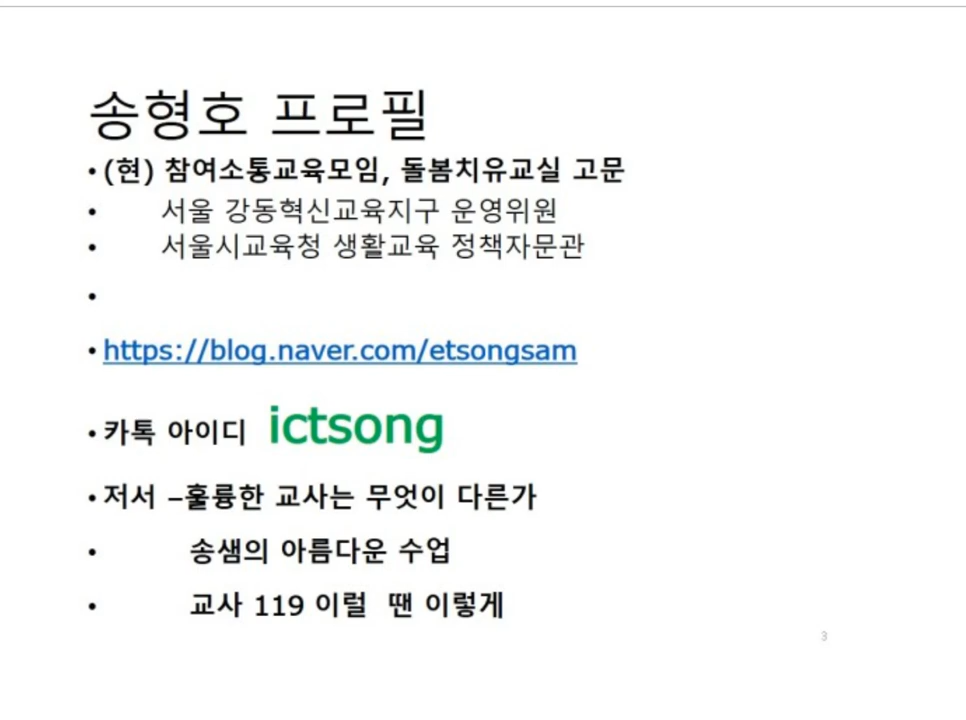 송형호 프로필
• (현) 참여소통교육모임, 돌봄치유교실 고문
• 서울 강동혁신교육지구 운영위원
• 서울시교육청 생활교육 정책자문관
•
• https://blog.naver.com/etsongsam
• 카톡 아이디 ictsong
• 저서 –훌륭한 교사는 무엇이 다른가
• 송샘의 아름다운 수업
• 교사 119 이럴 땐 이렇게
3